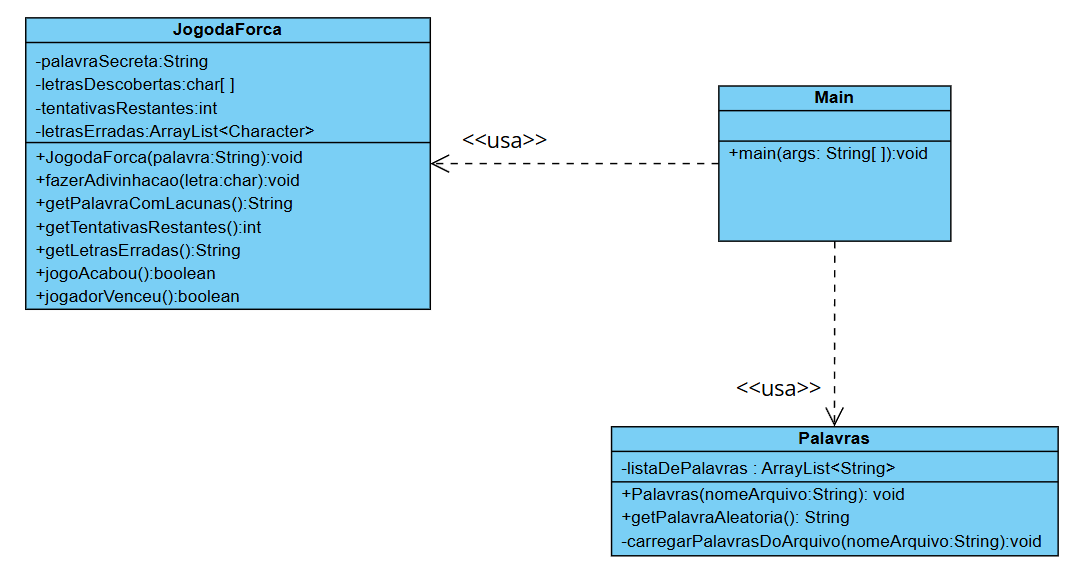 JogodaForca
-palavraSecreta:String
-letrasDescobertas:char[ ]
-tentativasRestantes:int
-letrasErradas:ArrayList<Character>
+JogodaForca(palavra:String):void
+fazerAdivinhacao(letra:char):void
+getPalavraComLacunas():String
+getTentativasRestantes():int
+getLetrasErradas():String
+jogoAcabou():boolean
+jogadorVenceu():boolean
<<usa>>
Main
+main(args: String[ ]):void
<<usa>>
Palavras
-listaDePalavras : ArrayList<String>
+Palavras(nomeArquivo:String): void
+getPalavraAleatoria(): String
-carregarPalavrasDoArquivo(nomeArquivo:String):void